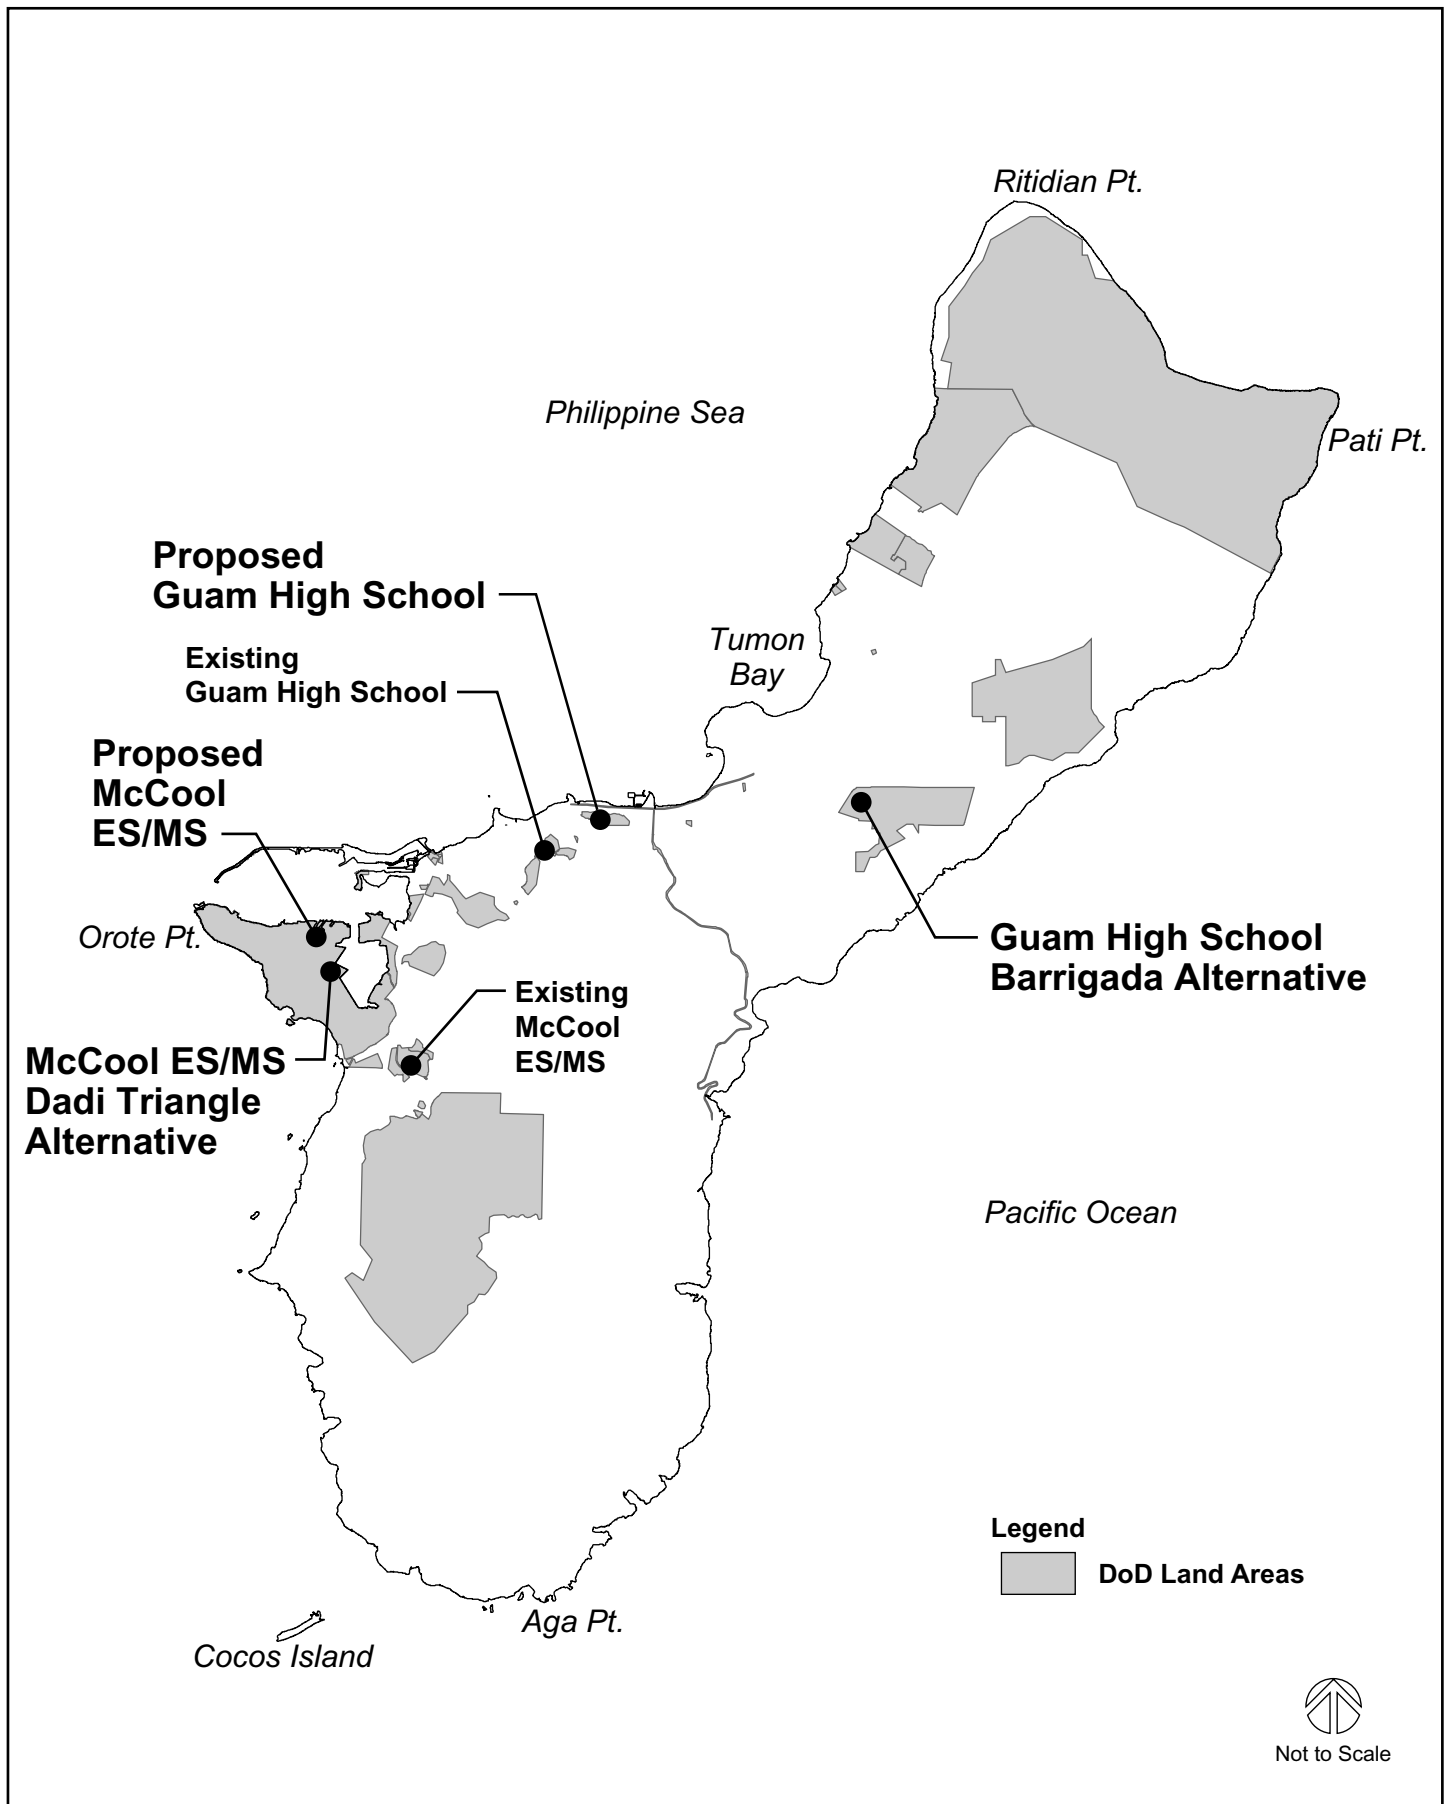 Ritidian Pt.
Philippine Sea
Pati Pt.
Proposed
Guam High School
Tumon
Bay
Existing
Guam High School
Proposed
McCool
ES/MS
Orote Pt.
Guam High School
Barrigada Alternative
Existing
McCool
ES/MS
McCool ES/MS
Dadi Triangle
Alternative
Pacific Ocean
Legend
DoD Land Areas
Aga Pt.
Cocos Island
Not to Scale